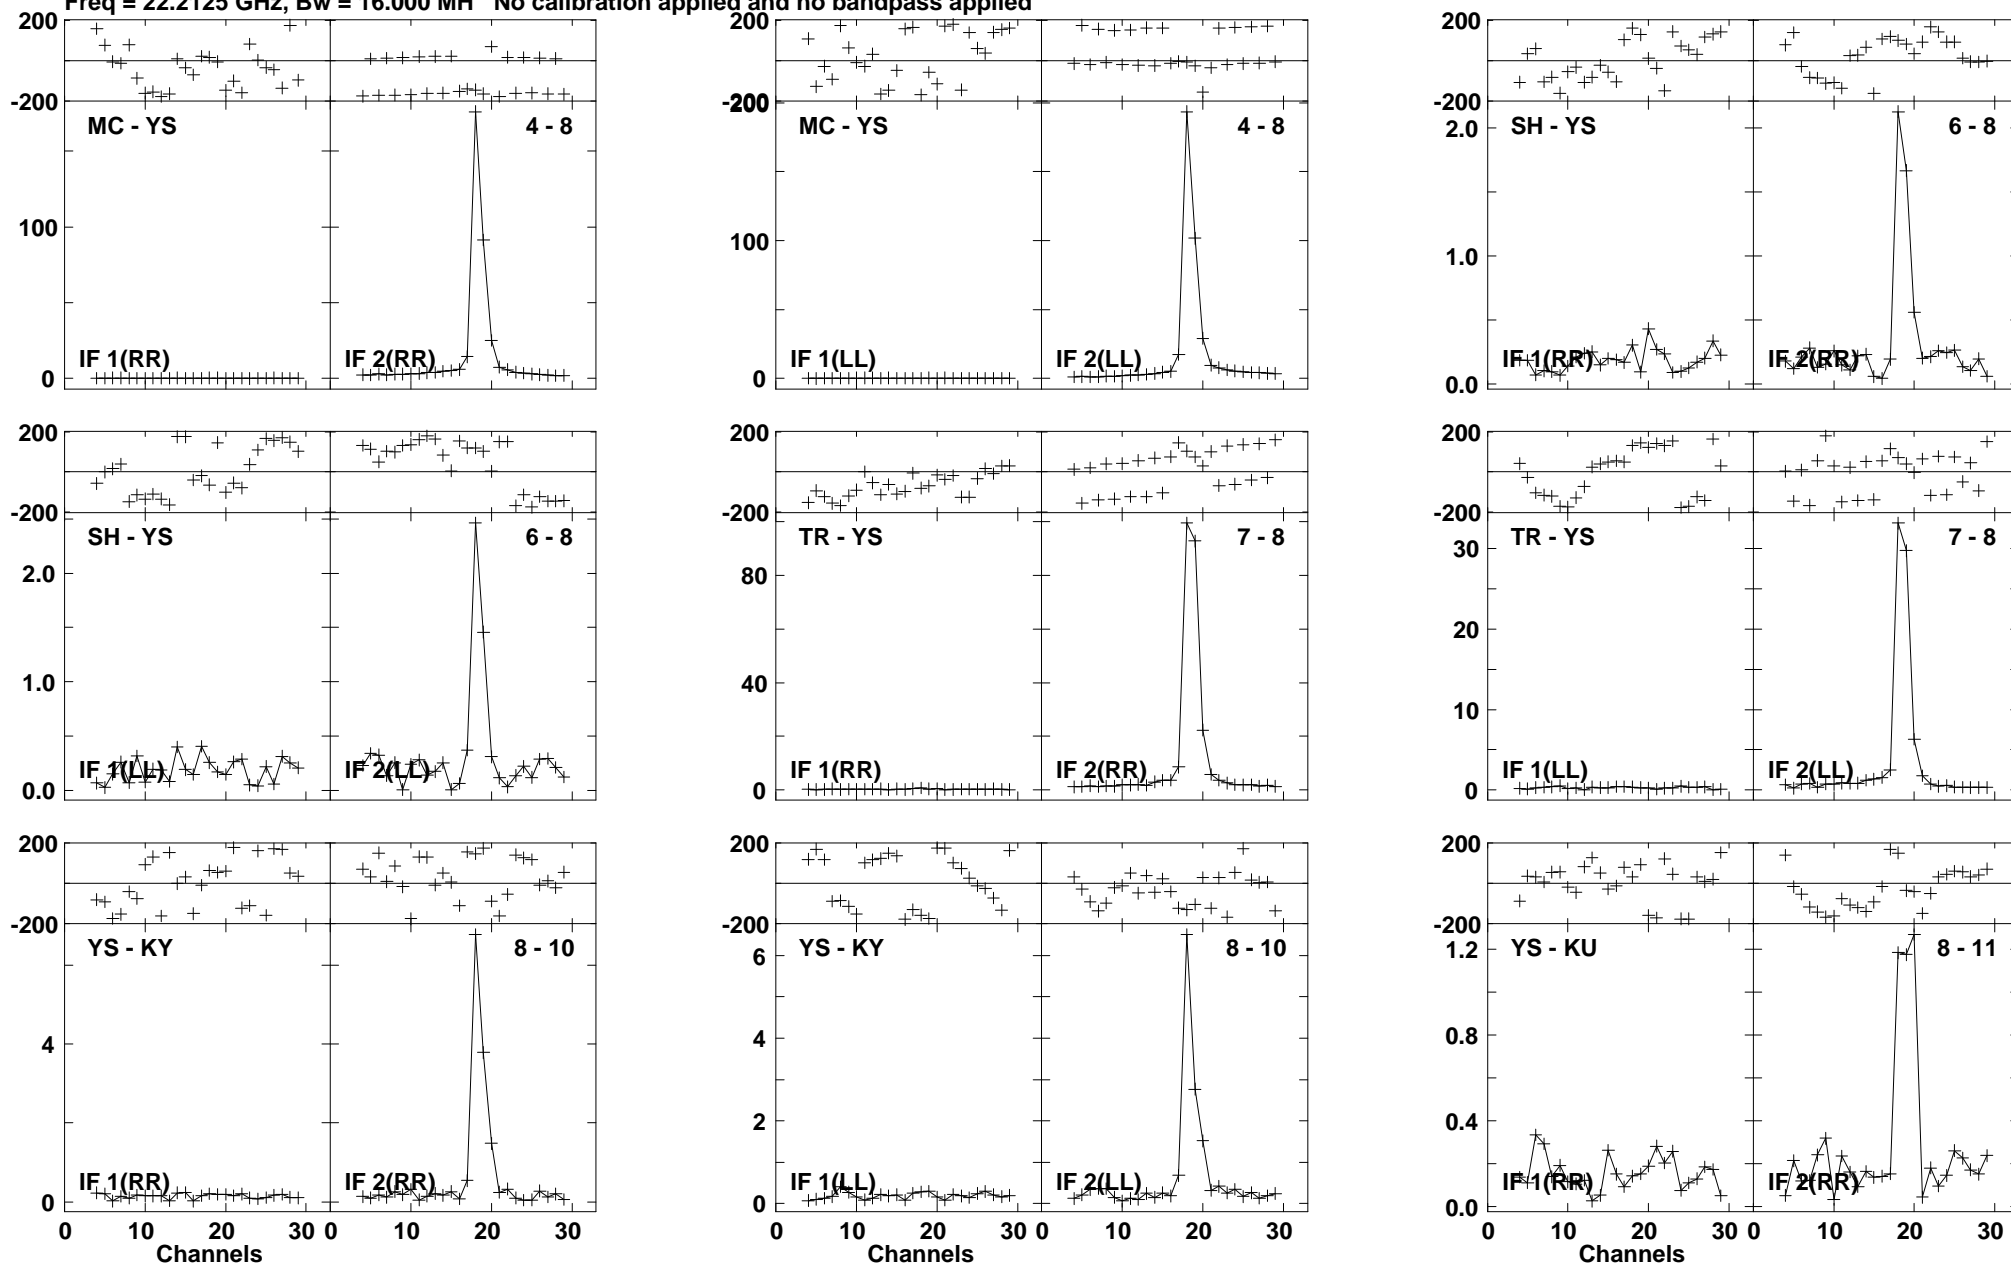 Freq = 22.2125 GHz, Bw = 16.000 MH No calibration applied and no bandpass applied
200
-200
MC - YS
4 - 8
100
0
IF 1(RR)
IF 2(RR)
-200
200
MC - YS
4 - 8
100
0
IF 1(LL)
IF 2(LL)
200
-200
SH - YS
6 - 8
2.0
1.0
0.0
IF 1(RR)
IF 2(RR)
200
-200
SH - YS
6 - 8
2.0
1.0
0.0
IF 1(LL)
IF 2(LL)
200
-200
TR - YS
7 - 8
80
40
0
IF 1(RR)
IF 2(RR)
200
-200
TR - YS
7 - 8
30
20
10
0
IF 1(LL)
IF 2(LL)
200
-200
YS - KY
8 - 10
4
0
IF 1(RR)
IF 2(RR)
0 10 20 30 0 10 20 30
Channels
200
-200
YS - KY
8 - 10
6
4
2
0
IF 1(LL)
IF 2(LL)
200
-200
YS - KU
8 - 11
1.2
0.8
0.4
0.0
IF 1(RR)
IF 2(RR)
0 10 20 30 0 10 20 30
Channels